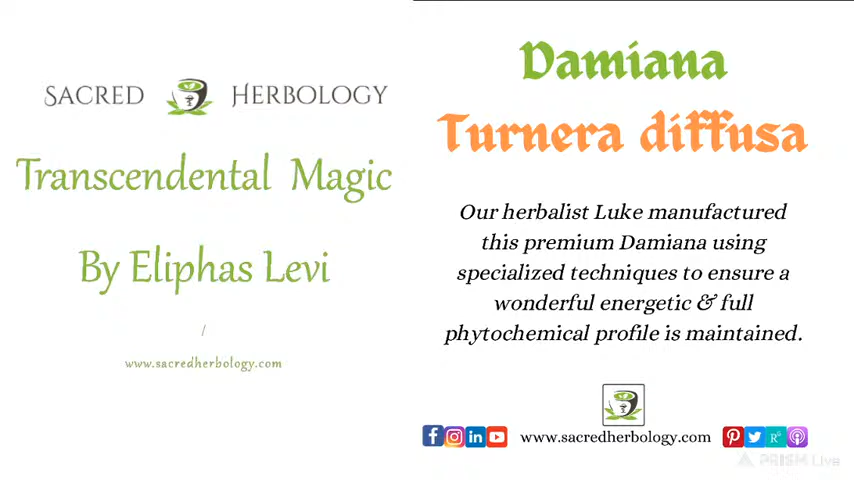 SACRED HERBOLOGY
Transcendental Magic
By Eliphas Levi
/
www.sacredherbology.com
Damiana
Turnera diffusa
Our herbalist Luke manufactured
this premium Damiana using
specialized techniques to ensure a
wonderful energetic & full
phytochemical profile is maintained.
www.sacredherbology.com
PRISM Live